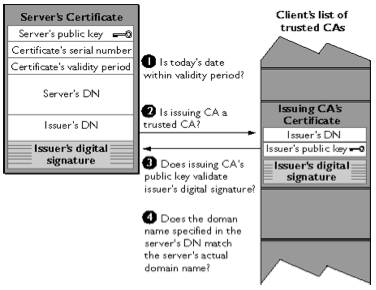 Server's Certificate
Server's public key
Certificate's serial number
Certificate's validity period
Server's DN
Issuer's DN
Issuer's digital
signature
1 Is today's date
within validity period?
2 Is issuing CA a
trusted CA?
3 Does issuing CA's
public key validate
issuer's digital signature?
4 Does the doman
name specified in the
server's DN match
the server's actual
domain name?
Client's list of
trusted CAs
Issuing CA's
Certificate
Issuer's DN
Issuer's public key
Issuer's digital
signature